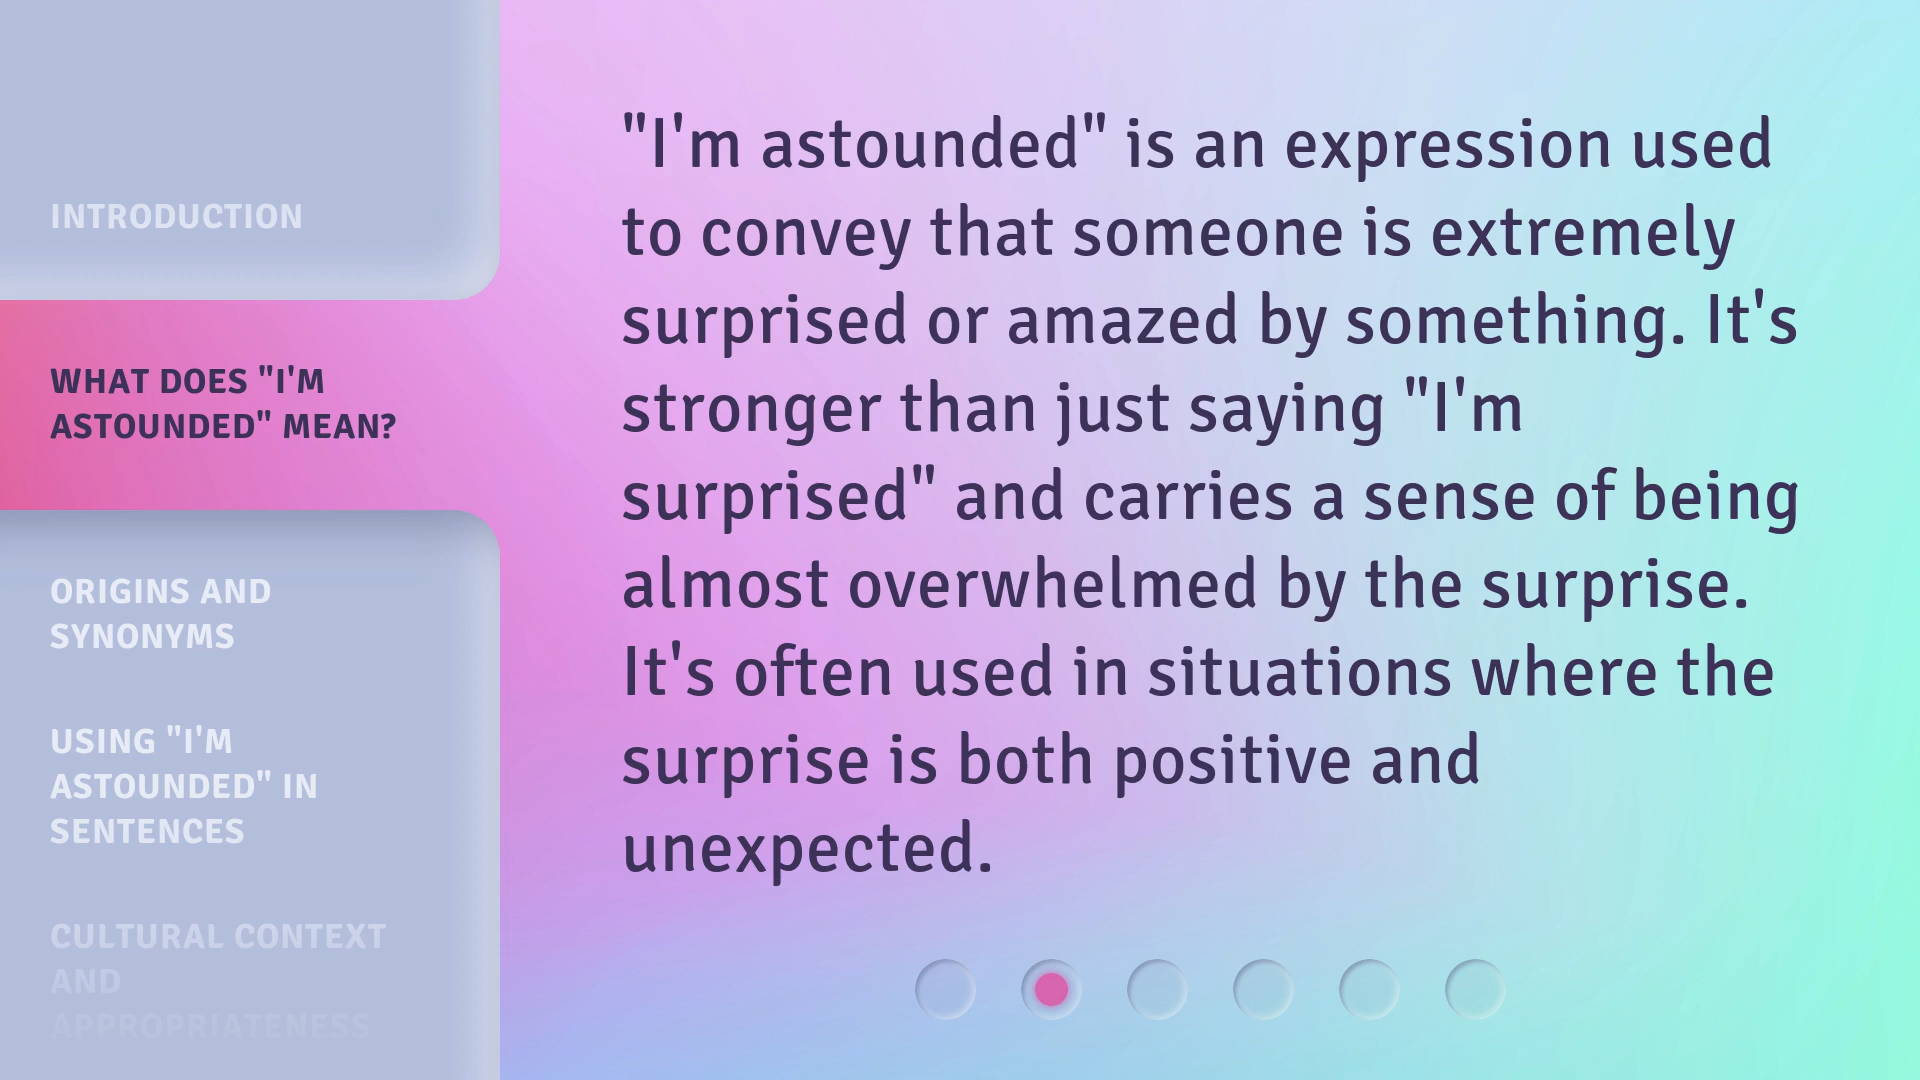 INTRODUCTION
WHAT DOES "I'M
ASTOUNDED" MEAN?
ORIGINS AND
SYNONYMS
USING "I'M
ASTOUNDED" IN
SENTENCES
CULTURAL CONTEXT
AND
APPROPRIATENESS
"I'm astounded" is an expression used
to convey that someone is extremely
surprised or amazed by something. It's
stronger than just saying "I'm
surprised" and carries a sense of being
almost overwhelmed by the surprise.
It's often used in situations where the
surprise is both positive and
unexpected.